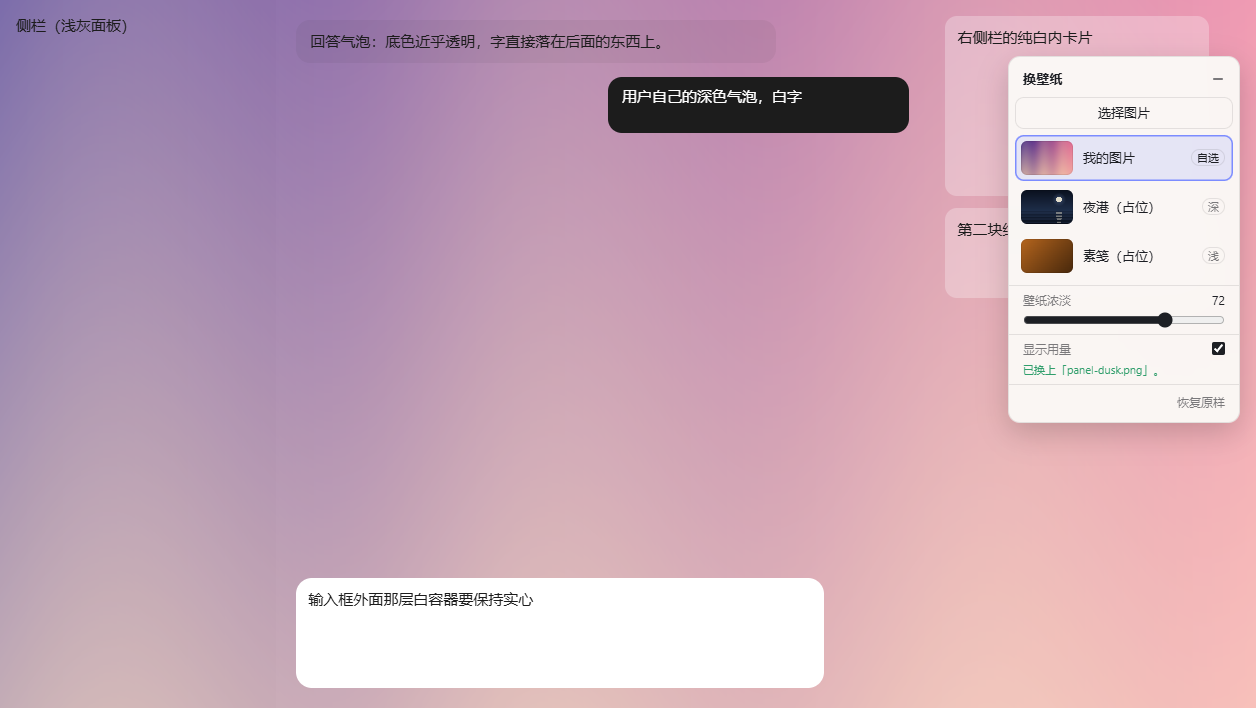 侧栏（浅灰面板）
回答气泡：底色近乎透明，字直接落在后面的东西上。
用户自己的深色气泡，白字
右侧栏的纯白内卡片
第二块
换壁纸
选择图片
我的图片 自选
夜港（占位） 深
素笺（占位） 浅
壁纸浓淡 72
显示用量
已换上「panel-dusk.png」。
恢复原样
输入框外面那层白容器要保持实心